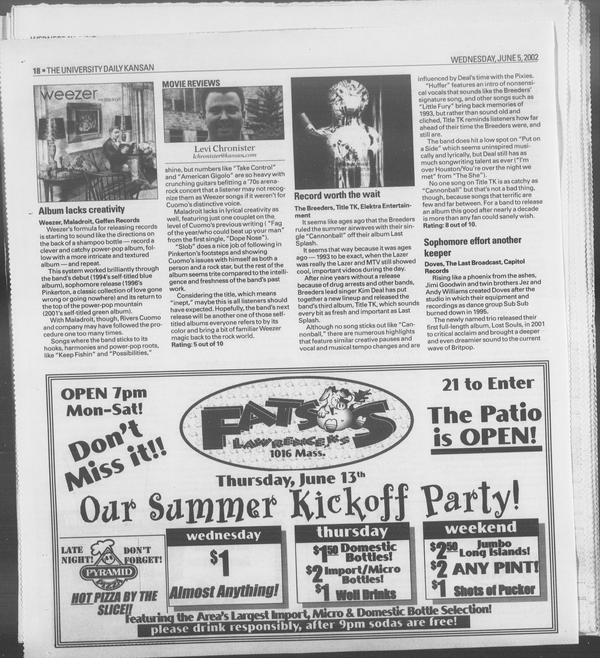 18 • THE UNIVERSITY DAILY KANSAN
WEDNESDAY, JUNE 5, 2002
weezer
Album lacks creativity
Weezer, Maladroit, Geffen Records
Weezer's formula for releasing records
is starting to sound like the directions on
the back of a shampoo bottle — record a
clever and catchy power-pop album, fol-
low with a more intricate and textured
album — and repeat.
This system worked brilliantly through
the band's debut (1994's self-titled blue
album), sophomore release (1996's
Pinkerton, a classic collection of love gone
wrong or going nowhere) and its return to
the top of the power-pop mountain
(2001's self-titled green album).
With Maladroit, though, Rivers Cuomo
and company may have followed the pro-
cedure one too many times.
Songs where the band sticks to its
hooks, harmonies and power-pop roots,
like "Keep Fishin" and "Possibilities,"
MOVIE REVIEWS
Levi Chronister
lchronister@kansan.com
shine, but numbers like "Take Control"
and "American Gigolo" are so heavy with
crunching guitars befitting a '70s arena-
rock concert that a listener may not recog-
nize them as Weezer songs if it weren't for
Cuomo's distinctive voice.
Maladroit lacks in lyrical creativity as
well, featuring just one couplet on the
level of Cuomo's previous writing ( "Fag
of the year/who could beat up your man"
from the first single, "Dope Nose").
"Slob" does a nice job of following in
Pinkerton's footsteps and showing
Cuomo's issues with himself as both a
person and a rock star, but the rest of the
album seems trite compared to the intelli-
gence and freshness of the band's past
work.
Considering the title, which means
"inept," maybe this is all listeners should
have expected. Hopefully, the band's next
release will be another one of those self-
titled albums everyone refers to by its
color and bring a bit of familiar Weezer
magic back to the rock world.
Rating: 5 out of 10
Record worth the wait
The Breeders, Title TK, Elektra Entertain-
ment
It seems like ages ago that the Breeders
ruled the summer airwaves with their sin-
gle "Cannonball" off their album Last
Splash.
It seems that way because it was ages
ago — 1993 to be exact, when the Lazer
was really the Lazer and MTV still showed
cool, important videos during the day.
After nine years without a release
because of drug arrests and other bands,
Breeders lead singer Kim Deal has put
together a new lineup and released the
band's third album, Title TK, which sounds
every bit as fresh and important as Last
Splash.
Although no song sticks out like "Can-
nonball," there are numerous highlights
that feature similar creative pauses and
vocal and musical tempo changes and are
influenced by Deal's time with the Pixies.
"Huffer" features an intro of nonsensi-
cal vocals that sounds like the Breeders'
signature song, and other songs such as
"Little Fury" bring back memories of
1993, but rather than sound old and
cliched, Title TK reminds listeners how far
ahead of their time the Breeders were, and
still are.
The band does hit a low spot on "Put on
a Side" which seems uninspired musi-
cally and lyrically, but Deal still has as
much songwriting talent as ever ("I'm
over Houston/You're over the night we
met" from "The She").
No one song on Title TK is as catchy as
"Cannonball" but that's not a bad thing,
though, because songs that terrific are
few and far between. For a band to release
an album this good after nearly a decade
is more than any fan could sanely wish.
Rating: 8 out of 10.
Sophomore effort another
keeper
Doves, The Last Broadcast, Capitol
Records
Rising like a phoenix from the ashes,
Jimi Goodwin and twin brothers Jez and
Andy Williams created Doves after the
studio in which their equipment and
recordings as dance group Sub Sub
burned down in 1995.
The newly named trio released their
first full-length album, Lost Souls, in 2001
to critical acclaim and brought a deeper
and even dreamier sound to the current
wave of Britpop.
OPEN 7pm
Mon-Sat!
Don't
Miss it!!
FATSO'S
LAWRENCE KS
1016 Mass.
21 to Enter
The Patio
is OPEN!
Thursday, June 13th
Our Summer Kickoff Party!
LATE
NIGHT!
DON'T
FORGET!
PYRAMID
PIZZA
HOT PIZZA BY THE
SLICE!!
wednesday
$1
Almost Anything!
thursday
$150 Domestic
Bottles!
$2 Import/Micro
Bottles!
$1 Well Drinks
weekend
$250 Jumbo
Long Islands!
$2 ANY PINT!
$1 Shots of Pucker
Featuring the Area's Largest Import, Micro & Domestic Bottle Selection!
please drink responsibly, after 9pm sodas are free!